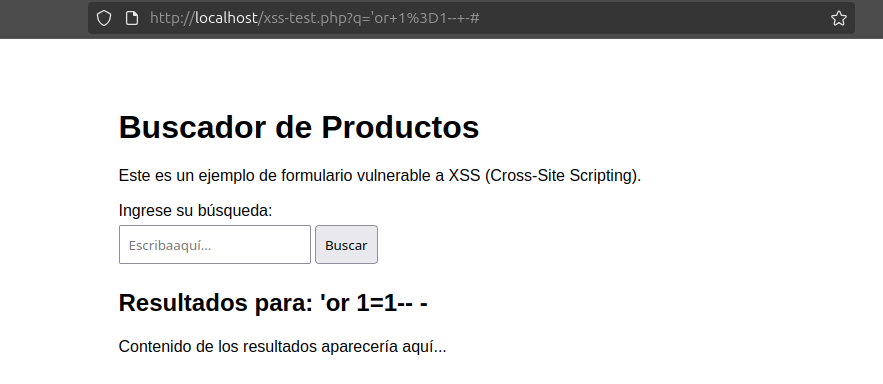 http://localhost/xss-test.php?q='or+1%3D1--+-#
Buscador de Productos
Este es un ejemplo de formulario vulnerable a XSS (Cross-Site Scripting).
Ingrese su búsqueda:
Escribaaquí... Buscar
Resultados para: 'or 1=1-- -
Contenido de los resultados aparecería aquí...